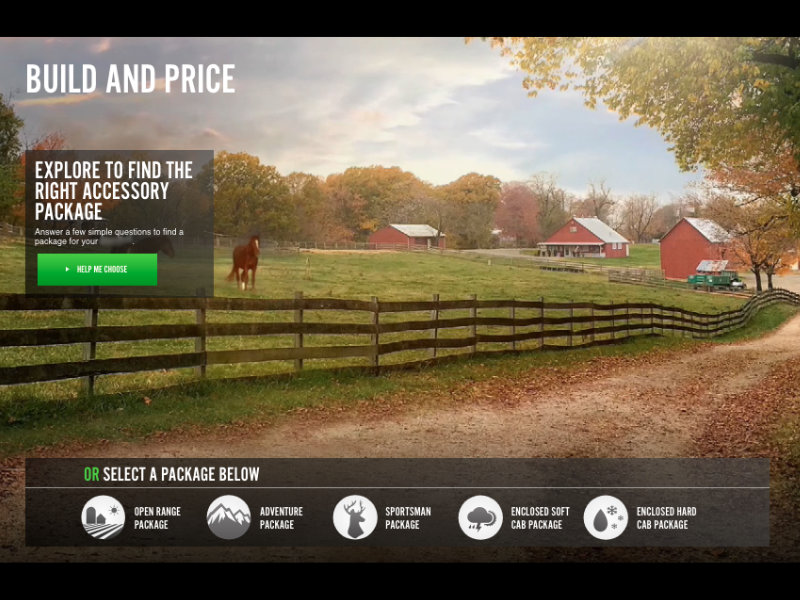 BUILD AND PRICE
EXPLORE TO FIND THE
RIGHT ACCESSORY
PACKAGE
Answer a few simple questions to find a
package for your .
HELP ME CHOOSE
OR SELECT A PACKAGE BELOW
OPEN RANGE
PACKAGE
ADVENTURE
PACKAGE
SPORTSMAN
PACKAGE
ENCLOSED SOFT
CAB PACKAGE
ENCLOSED HARD
CAB PACKAGE